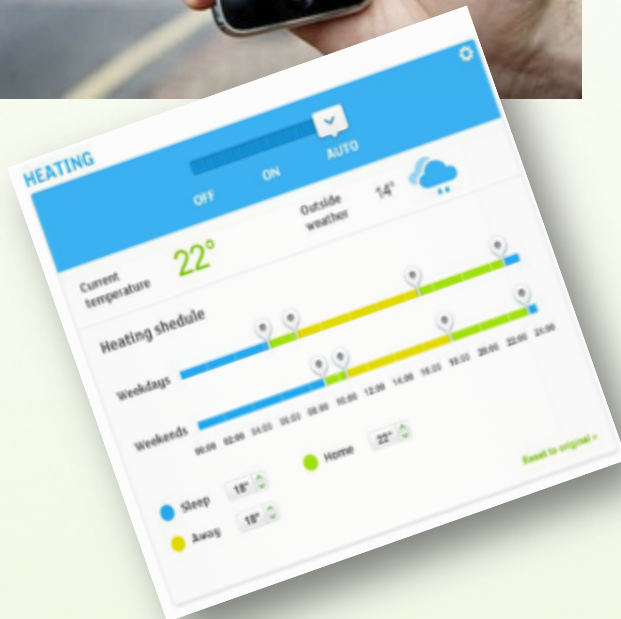 HEATING
OFF
ON
AUTO
Current
temperature
22°
Outside
weather
14°
Heating shedule
Weekdays
Weekends
00:00 02:00 04:00 06:00 08:00 10:00 12:00 14:00 16:00 18:00 20:00 22:00
Sleep
18°
Home
22°
Away
18°
Reset to original »